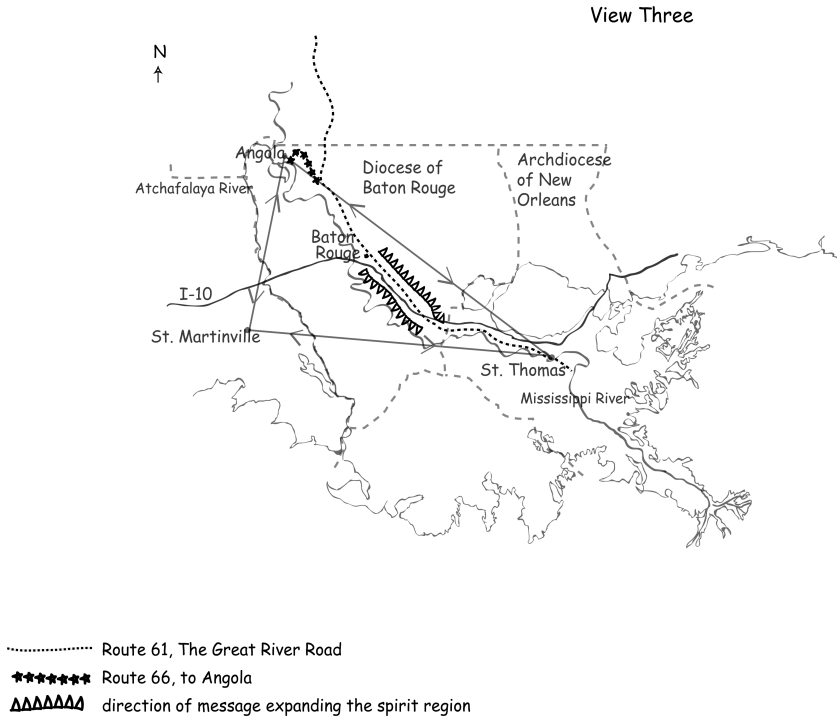 View Three
N
Angola
Diocese of
Baton Rouge
Archdiocese
of New
Orleans
Atchafalaya River
Baton
Rouge
I-10
St. Martinville
St. Thomas
Mississippi River
Route 61, The Great River Road
Route 66, to Angola
direction of message expanding the spirit region